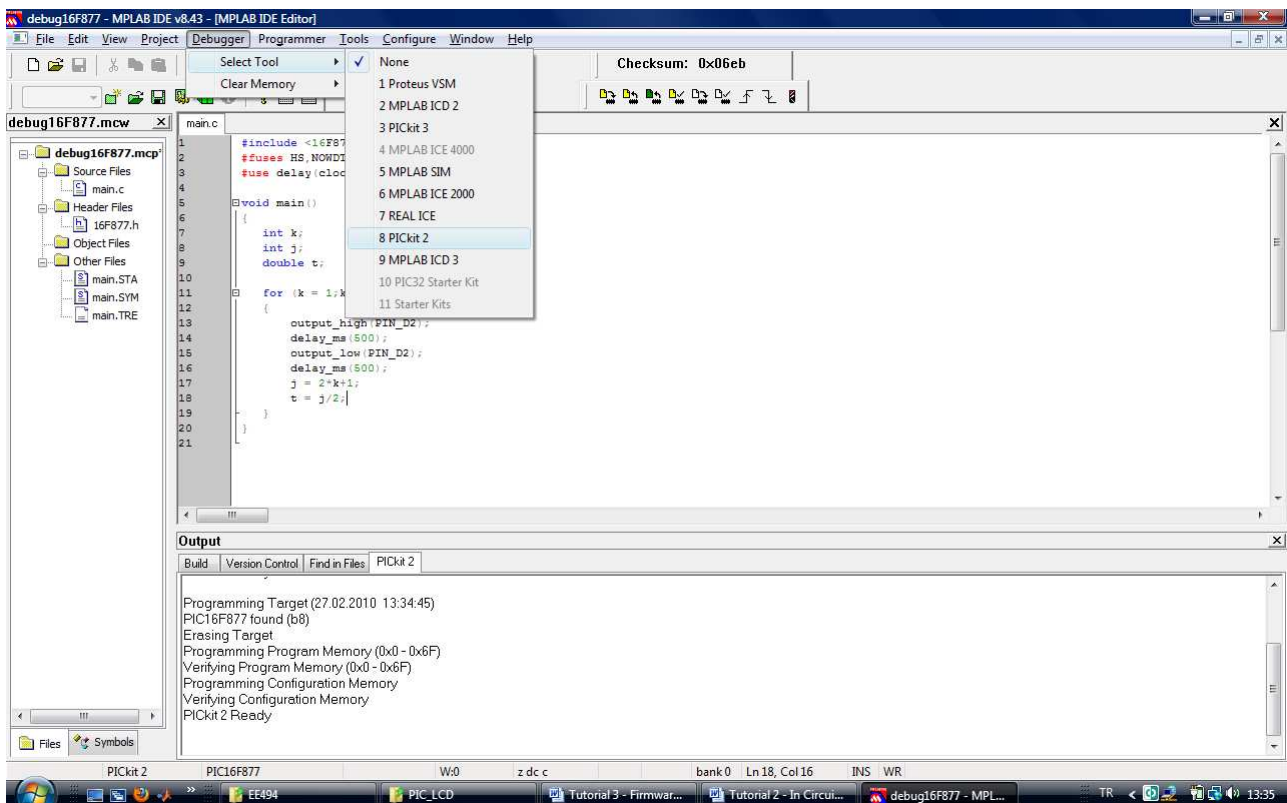 debug16F877 - MPLAB IDE v8.43 - [MPLAB IDE Editor]
File Edit View Project Debugger Programmer Tools Configure Window Help
Select Tool
Clear Memory
None
1 Proteus VSM
2 MPLAB ICD 2
3 PICkit 3
4 MPLAB ICE 4000
5 MPLAB SIM
6 MPLAB ICE 2000
7 REAL ICE
8 PICkit 2
9 MPLAB ICD 3
10 PIC32 Starter Kit
11 Starter Kits
Checksum: 0x06eb
debug16F877.mcw
debug16F877.mcp*
Source Files
main.c
Header Files
16F877.h
Object Files
Other Files
main.STA
main.SYM
main.TRE
Files Symbols
main.c
1 #include <16F87
2 #fuses HS,NOWDT
3 #use delay(cloc
4
5 void main()
6 {
7 int k;
8 int j;
9 double t;
10
11 for (k = 1;k
12 {
13 output_high(PIN_D2);
14 delay_ms(500);
15 output_low(PIN_D2);
16 delay_ms(500);
17 j = 2*k+1;
18 t = j/2;
19 }
20 }
21
Output
Build Version Control Find in Files PICkit 2
Programming Target (27.02.2010 13:34:45)
PIC16F877 found (b8)
Erasing Target
Programming Program Memory (0x0 - 0x6F)
Verifying Program Memory (0x0 - 0x6F)
Programming Configuration Memory
Verifying Configuration Memory
PICkit 2 Ready
PICkit 2 PIC16F877 W:0 z dc c bank 0 Ln 18, Col 16 INS WR
EE494 PIC_LCD Tutorial 3 - Firmwar... Tutorial 2 - In Circui... debug16F877 - MPL... TR 13:35